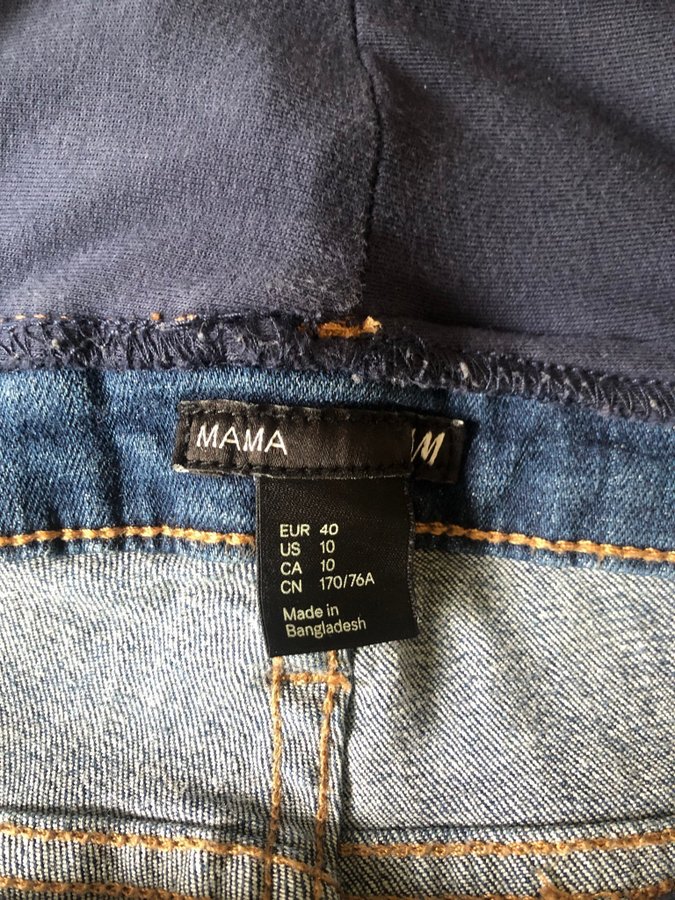 MAMA
EUR 40
US 10
CA 10
CN 170/76A
Made in
Bangladesh